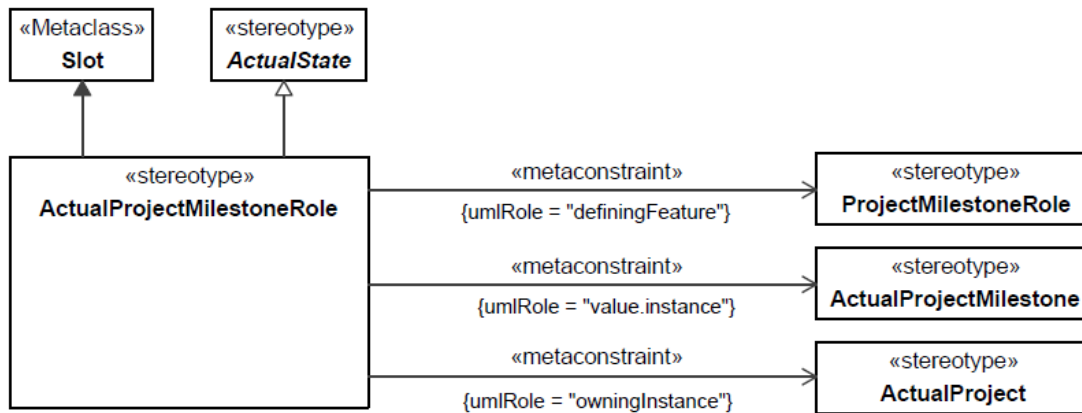 «Metaclass»
Slot
«stereotype»
ActualState
«stereotype»
ActualProjectMilestoneRole
«metaconstraint»
{umlRole = "definingFeature"}
«stereotype»
ProjectMilestoneRole
«metaconstraint»
{umlRole = "value.instance"}
«stereotype»
ActualProjectMilestone
«metaconstraint»
{umlRole = "owningInstance"}
«stereotype»
ActualProject